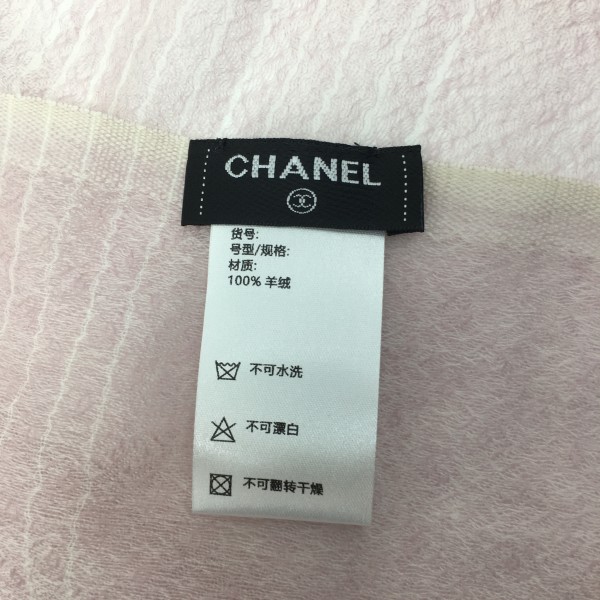 CHANEL
货号:
号型/规格:
材质:
100% 羊绒
不可水洗
不可漂白
不可翻转干燥